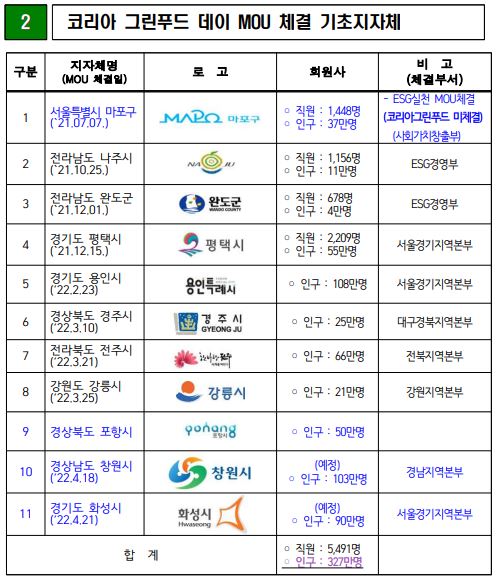 2 코리아 그린푸드 데이 MOU 체결 기초지자체
구분 지자체명 로 고 회원사 비 고
(MOU 체결일) (체결부서)
1 서울특별시 마포구 MAPO 마포구 ○ 직원 : 1,448명 - ESG실천 MOU체결
('21.07.07.) ○ 인구 : 37만명 (코리아그린푸드 미체결)
(사회가치창출부)
2 전라남도 나주시 NA JU ○ 직원 : 1,156명 ESG경영부
('21.10.25.) ○ 인구 : 11만명
3 전라남도 완도군 완도군 ○ 직원 : 678명 ESG경영부
('21.12.01.) WANDO COUNTY ○ 인구 : 4만명
4 경기도 평택시 평택시 ○ 직원 : 2,209명 서울경기지역본부
('21.12.15.) ○ 인구 : 55만명
5 경기도 용인시 용인특례시 ○ 인구 : 108만명 서울경기지역본부
('22.2.23)
6 경상북도 경주시 경주시 ○ 인구 : 25만명 대구경북지역본부
('22.3.10) GYEONG JU
7 전라북도 전주시 ○ 인구 : 66만명 전북지역본부
('22.3.21)
8 강원도 강릉시 강릉시 ○ 인구 : 21만명 강원지역본부
('22.3.25)
9 경상북도 포항시 pohang ○ 인구 : 50만명
포항시
10 경상남도 창원시 창원시 (예정) 경남지역본부
('22.4.18) ○ 인구 : 103만명
11 경기도 화성시 화성시 (예정) 서울경기지역본부
('22.4.21) Hwaseong ○ 인구 : 90만명
합 계 ○ 직원 : 5,491명
○ 인구 : 327만명